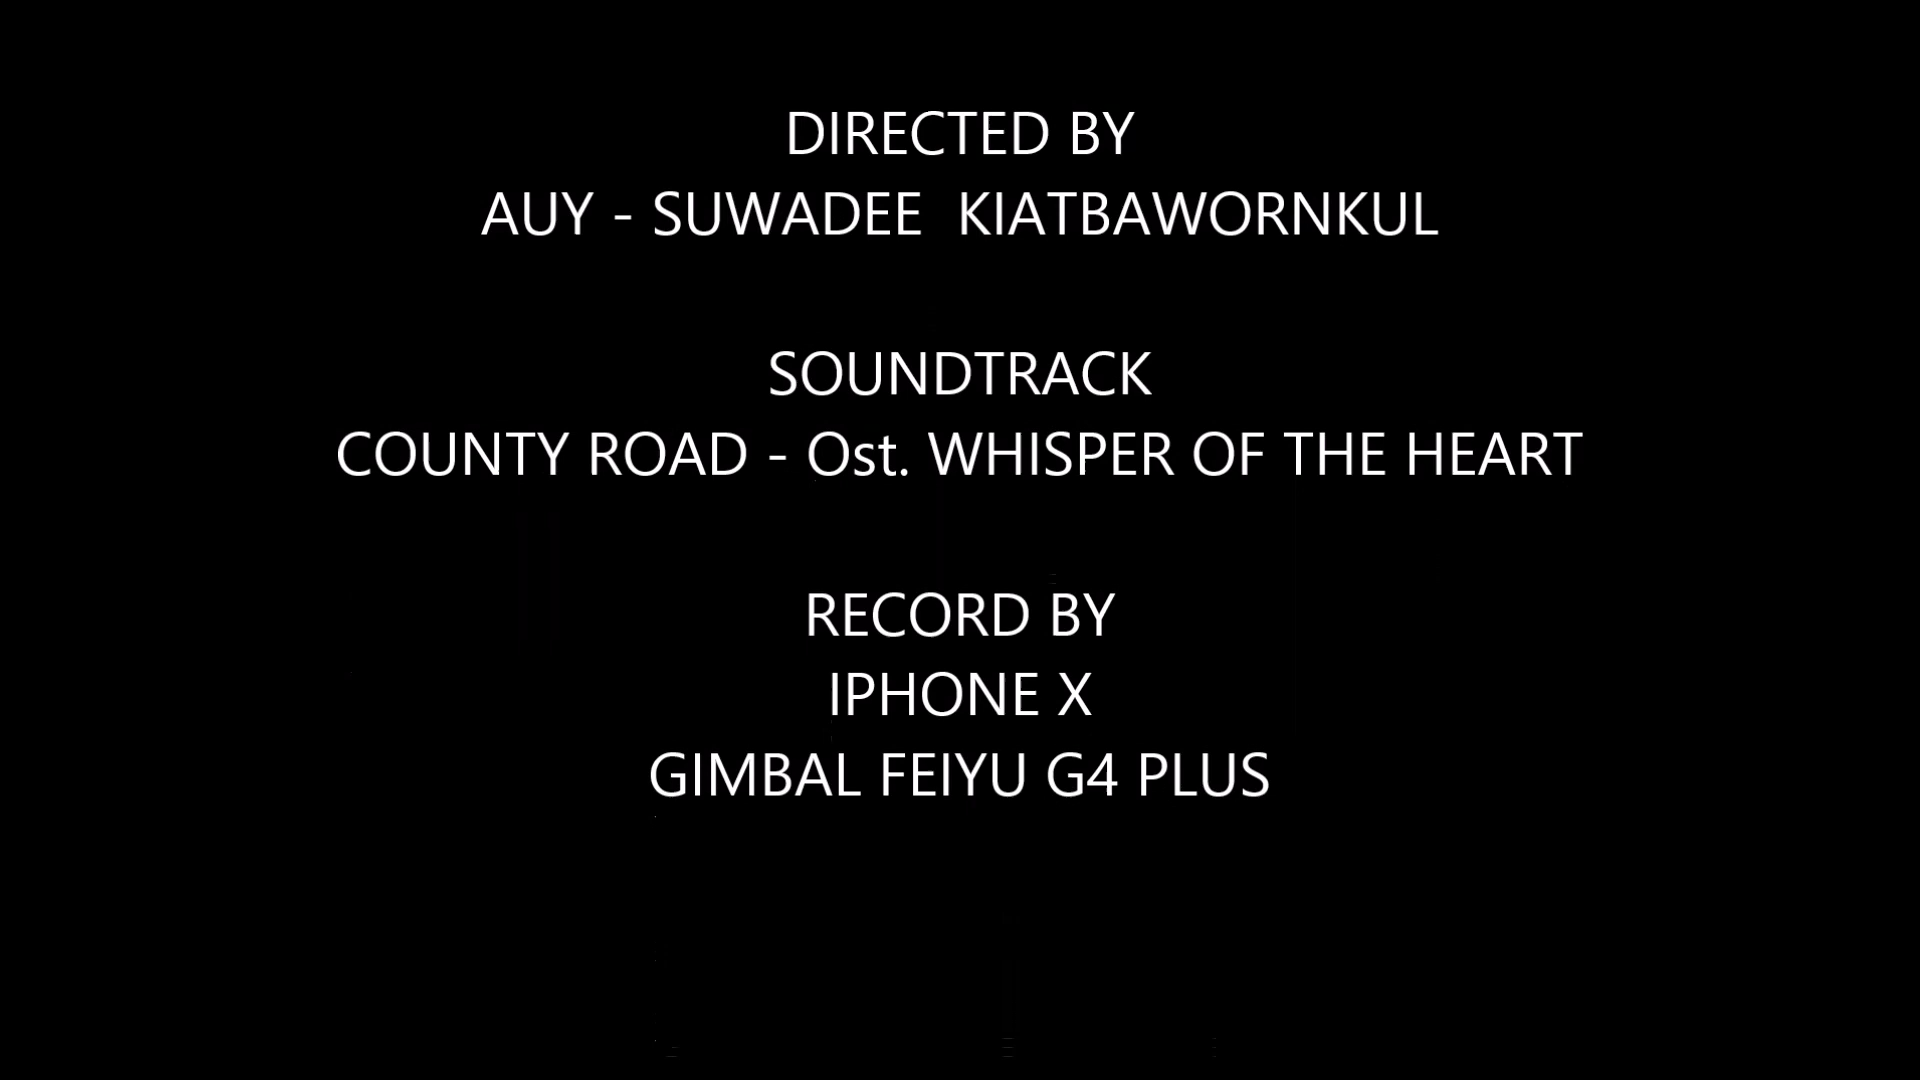 DIRECTED BY
AUY - SUWADEE  KIATBAWORNKUL
SOUNDTRACK
COUNTY ROAD - Ost. WHISPER OF THE HEART
RECORD BY
IPHONE X
GIMBAL FEIYU G4 PLUS